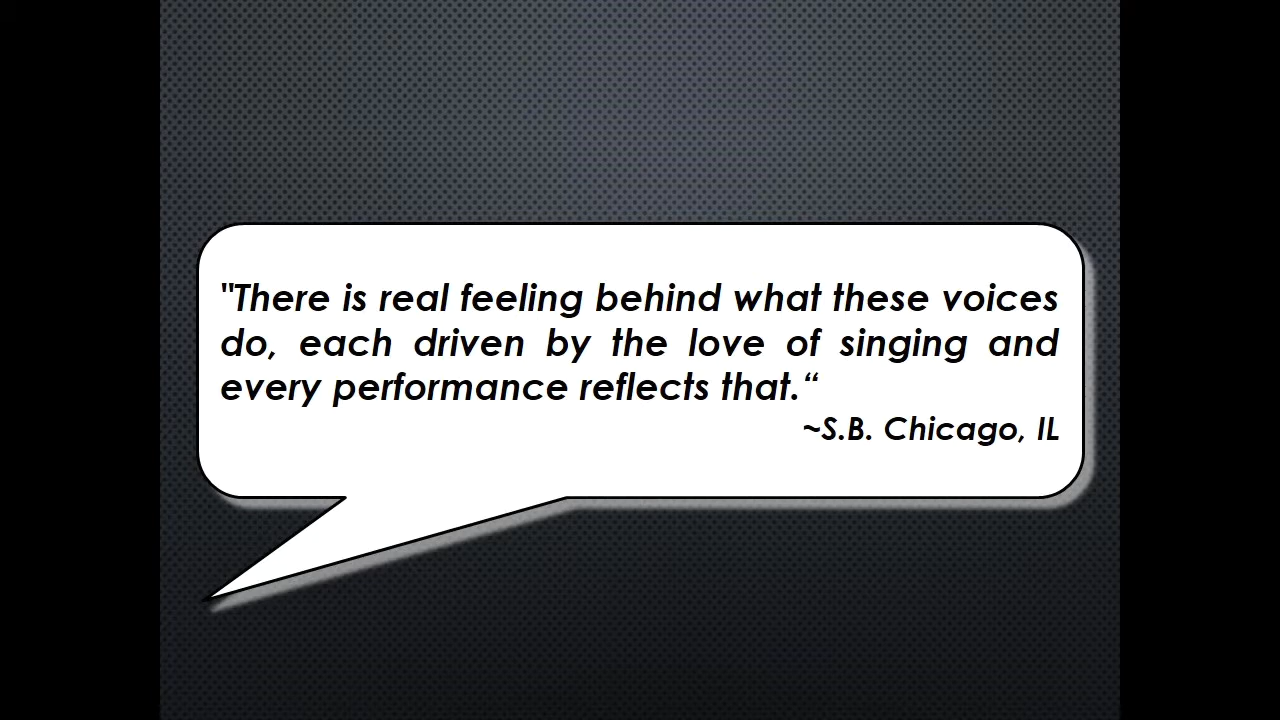 "There is real feeling behind what these voices
do, each driven by the love of singing and
every performance reflects that.“
~S.B. Chicago, IL